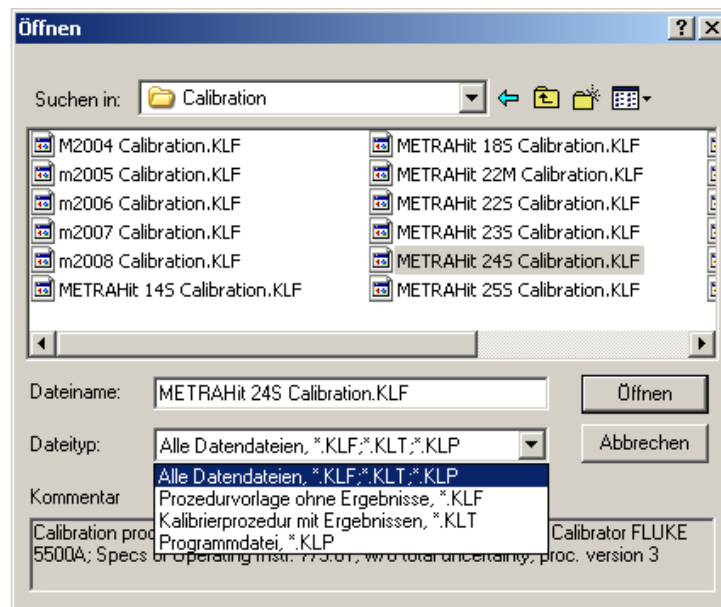 Öffnen
Suchen in: Calibration
M2004 Calibration.KLF
m2005 Calibration.KLF
m2006 Calibration.KLF
m2007 Calibration.KLF
m2008 Calibration.KLF
METRAHit 14S Calibration.KLF
METRAHit 18S Calibration.KLF
METRAHit 22M Calibration.KLF
METRAHit 22S Calibration.KLF
METRAHit 23S Calibration.KLF
METRAHit 24S Calibration.KLF
METRAHit 25S Calibration.KLF
Dateiname: METRAHit 24S Calibration.KLF Öffnen
Dateityp: Alle Datendateien, *.KLF;*.KLT;*.KLP Abbrechen
Alle Datendateien, *.KLF;*.KLT;*.KLP
Prozedurvorlage ohne Ergebnisse, *.KLF
Kalibrierprozedur mit Ergebnissen, *.KLT
Programmdatei, *.KLP
Kommentar
Calibration Calibrator FLUKE
5500A; Specs of Operating Instr. w/o total uncertainty, proc. version 3